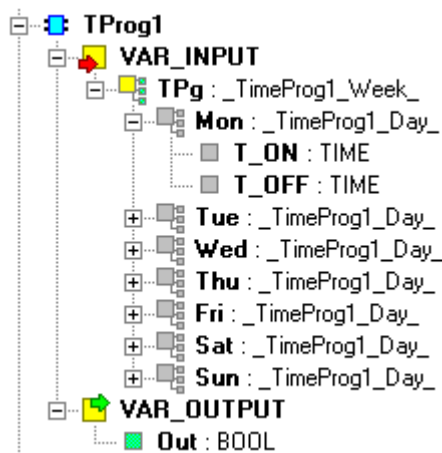 TProg1
VAR_INPUT
TPg : _TimeProg1_Week_
Mon : _TimeProg1_Day_
T_ON : TIME
T_OFF : TIME
Tue : _TimeProg1_Day_
Wed : _TimeProg1_Day_
Thu : _TimeProg1_Day_
Fri : _TimeProg1_Day_
Sat : _TimeProg1_Day_
Sun : _TimeProg1_Day_
VAR_OUTPUT
Out : BOOL